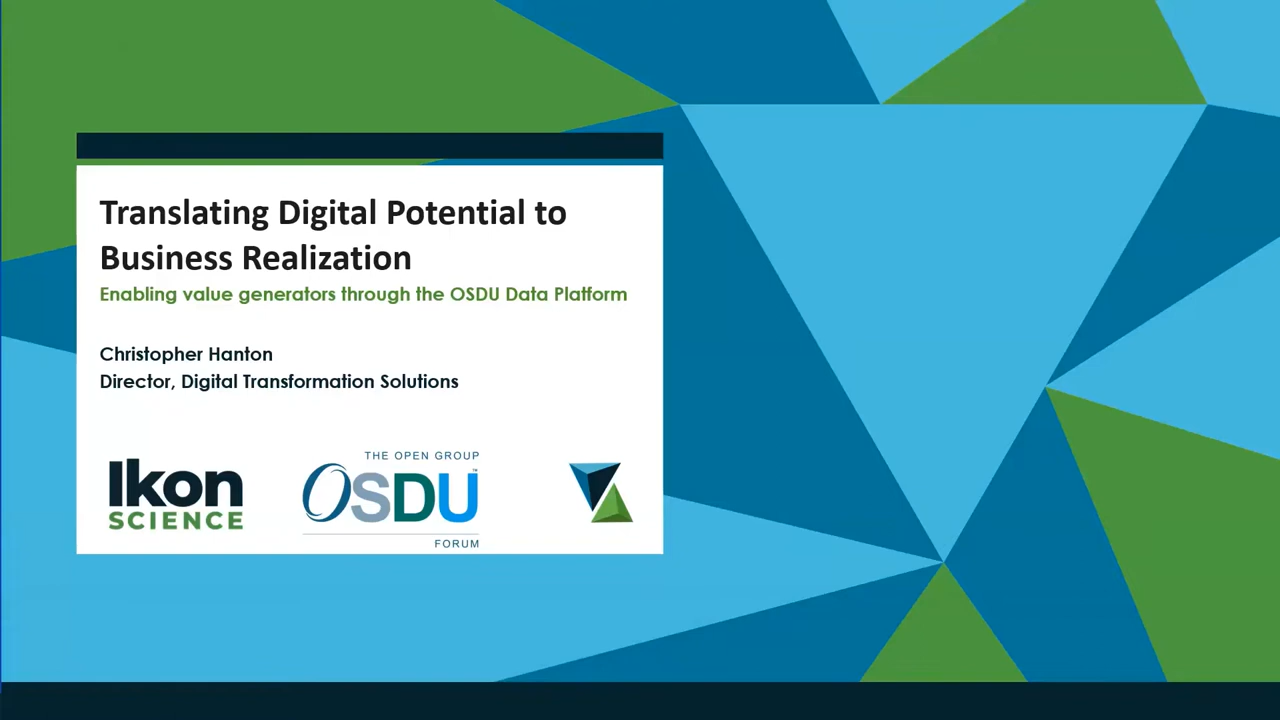 Translating Digital Potential to
Business Realization
Enabling value generators through the OSDU Data Platform
Christopher Hanton
Director, Digital Transformation Solutions
Ikon
SCIENCE
THE OPEN GROUP
OSDU™
FORUM